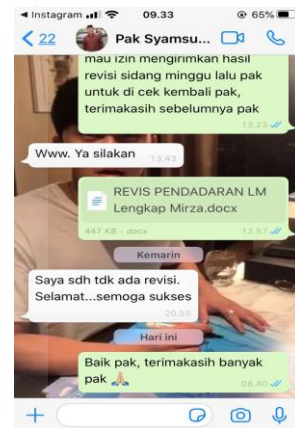 ◀ Instagram 09.33 @ 65%
< 22 Pak Syamsu...
mau izin mengirimkan hasil
revisi sidang minggu lalu pak
untuk di cek kembali pak,
terimakasih sebelumnya pak
13.23
Www. Ya silakan 13.43
REVIS PENDADARAN LM
Lengkap Mirza.docx
447 KB · docx 13.57
Kemarin
Saya sdh tdk ada revisi.
Selamat...semoga sukses
20.55
Hari ini
Baik pak, terimakasih banyak
pak 🙏 08.40